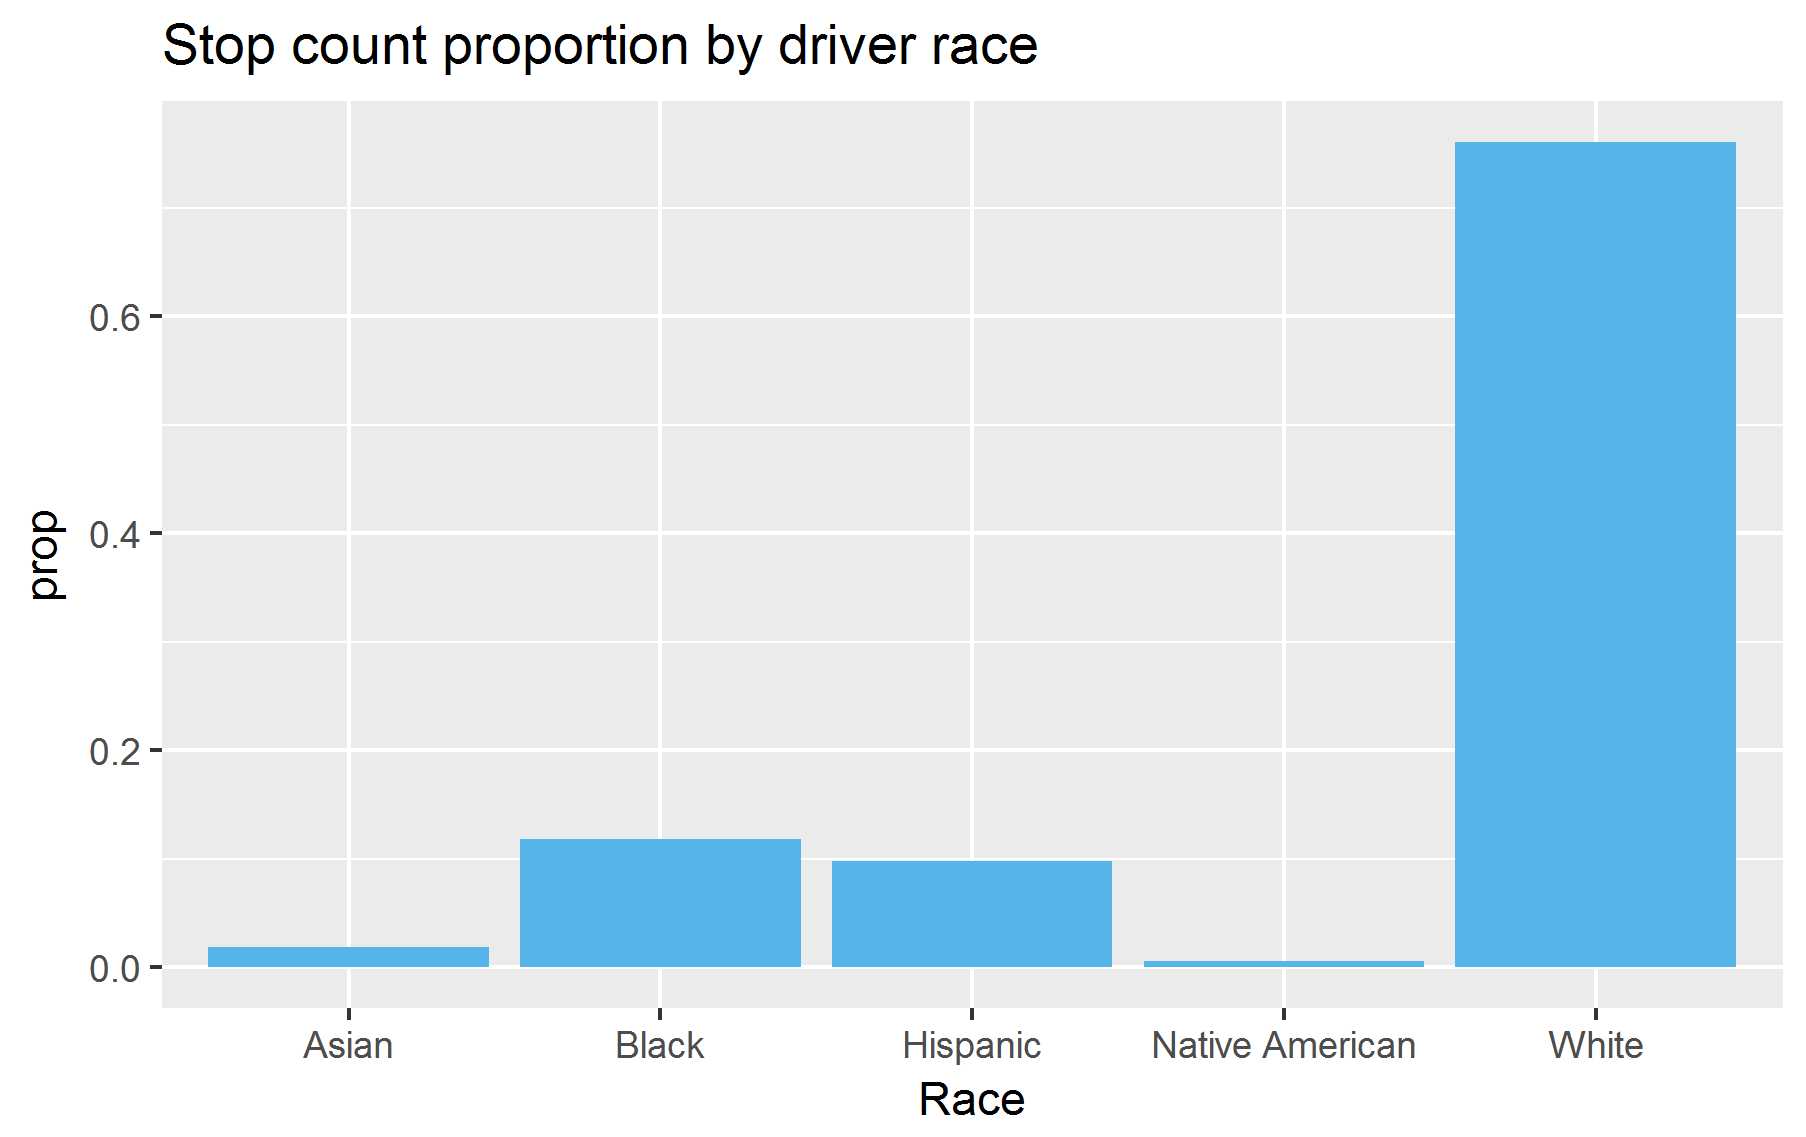 Stop count proportion by driver race
prop
0.6
0.4
0.2
0.0
Asian Black Hispanic Native American White
Race